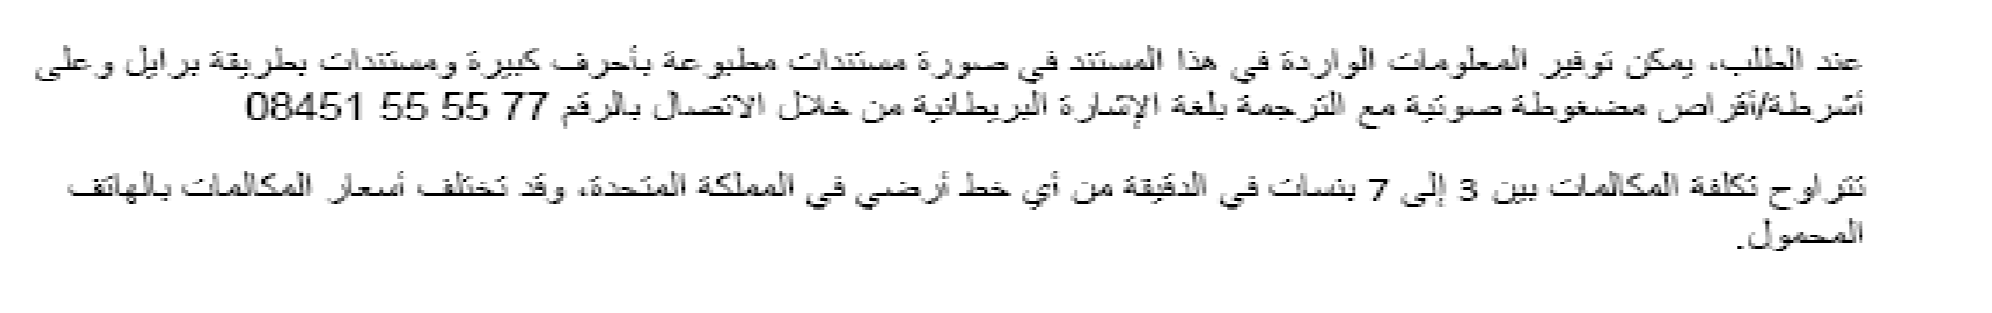 عند الطلب، يمكن توفير المعلومات الواردة في هذا المستند في صورة مستندات مطبوعة بأحرف كبيرة ومستندات بطريقة برايل وعلى
أشرطة/أقراص مضغوطة صوتية مع الترجمة بلغة الإشارة البريطانية من خلال الاتصال بالرقم 77 55 55 08451
تتراوح تكلفة المكالمات بين 3 إلى 7 بنسات في الدقيقة من أي خط أرضي في المملكة المتحدة، وقد تختلف أسعار المكالمات بالهاتف
المحمول.